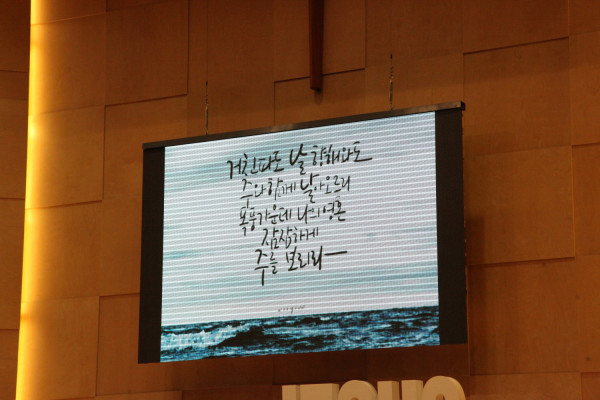 거친파도 날 향해와도
주와 함께 날아오르리
폭풍가운데 나의 영혼
잠잠하게
주를 보리라